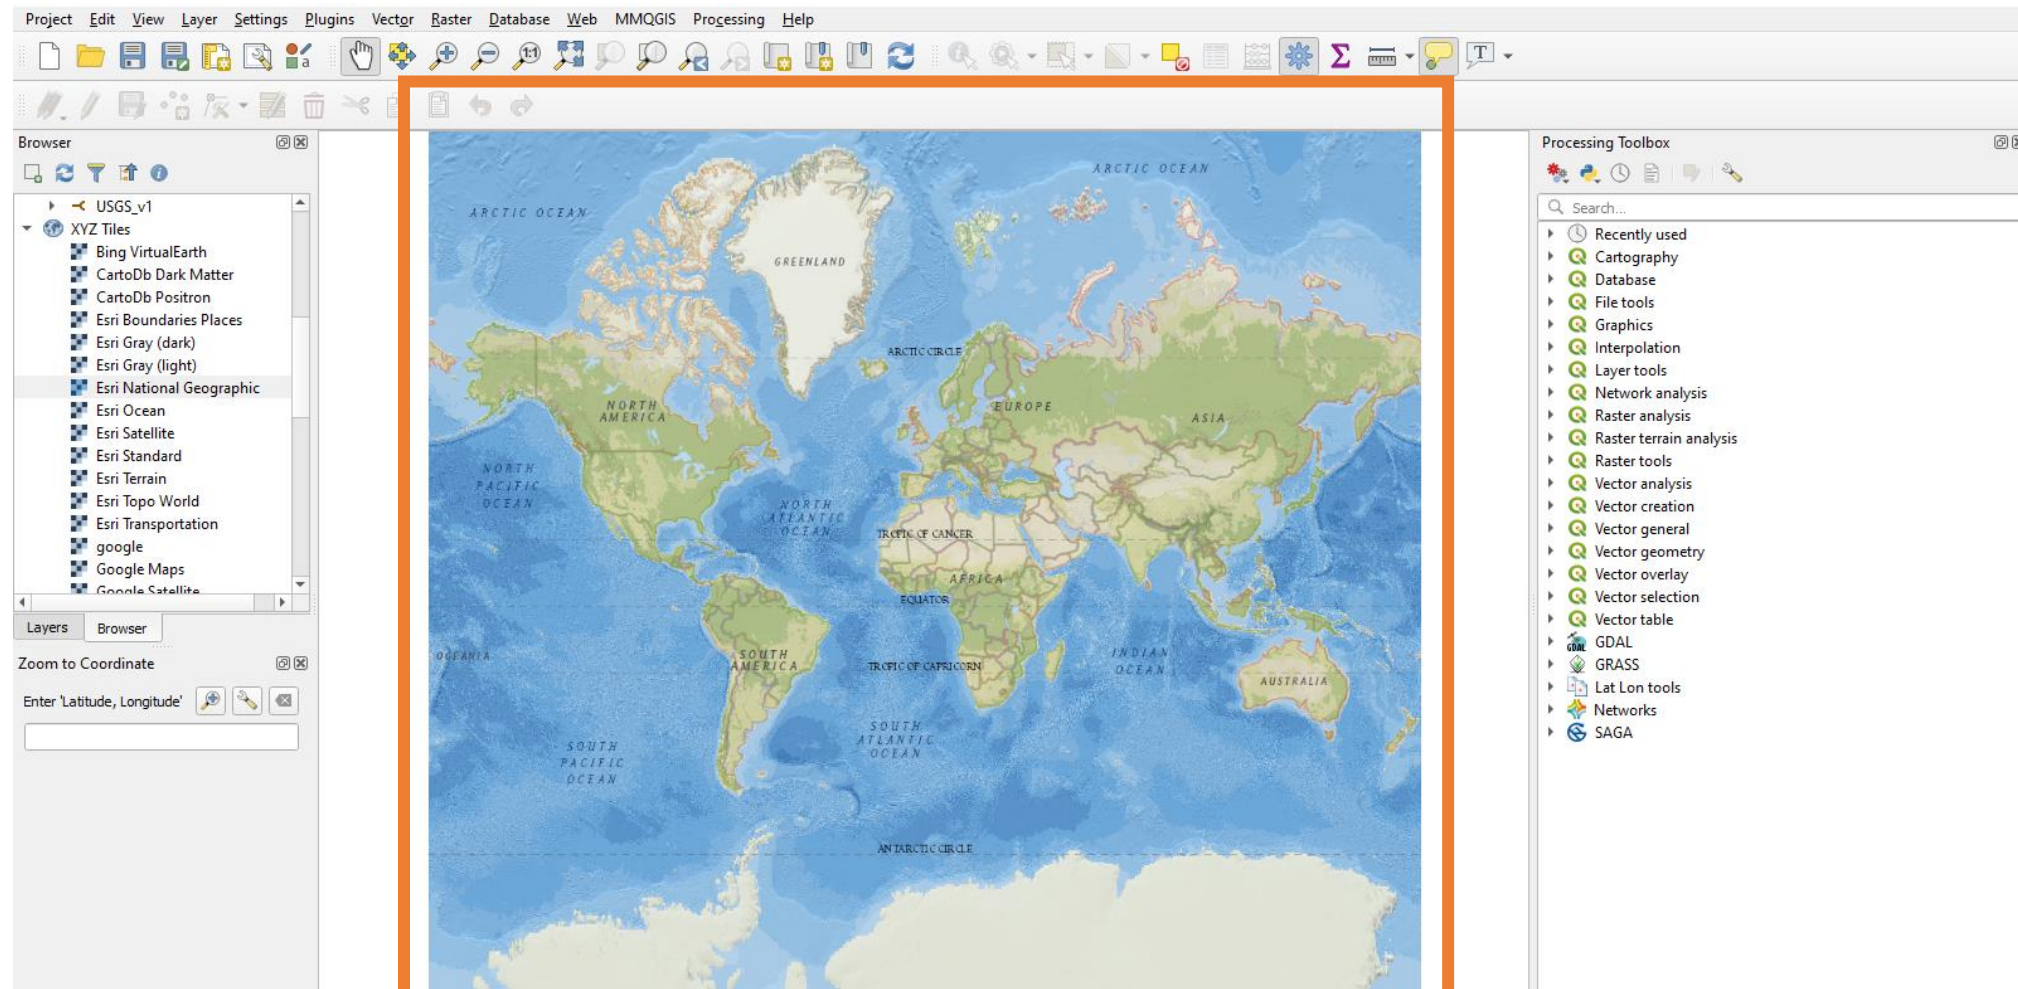 Project Edit View Layer Settings Plugins Vector Raster Database Web MMQGIS Processing Help
1:1
a
T
Browser
USGS_v1
XYZ Tiles
Bing VirtualEarth
CartoDb Dark Matter
CartoDb Positron
Esri Boundaries Places
Esri Gray (dark)
Esri Gray (light)
Esri National Geographic
Esri Ocean
Esri Satellite
Esri Standard
Esri Terrain
Esri Topo World
Esri Transportation
google
Google Maps
Google Satellite
Layers Browser
Zoom to Coordinate
Enter 'Latitude, Longitude'
ARCTIC OCEAN
ARCTIC OCEAN
GREENLAND
ARCTIC CIRCLE
NORTH
AMERICA
EUROPE
ASIA
NORTH
PACIFIC
OCEAN
NORTH
ATLANTIC
OCEAN
TROPIC OF CANCER
AFRICA
EQUATOR
OCEANIA
SOUTH
AMERICA
TROPIC OF CAPRICORN
INDIAN
OCEAN
AUSTRALIA
SOUTH
ATLANTIC
OCEAN
SOUTH
PACIFIC
OCEAN
ANTARCTIC CIRCLE
Processing Toolbox
Search...
Recently used
Cartography
Database
File tools
Graphics
Interpolation
Layer tools
Network analysis
Raster analysis
Raster terrain analysis
Raster tools
Vector analysis
Vector creation
Vector general
Vector geometry
Vector overlay
Vector selection
Vector table
GDAL
GDAL
GRASS
Lat Lon tools
Networks
SAGA